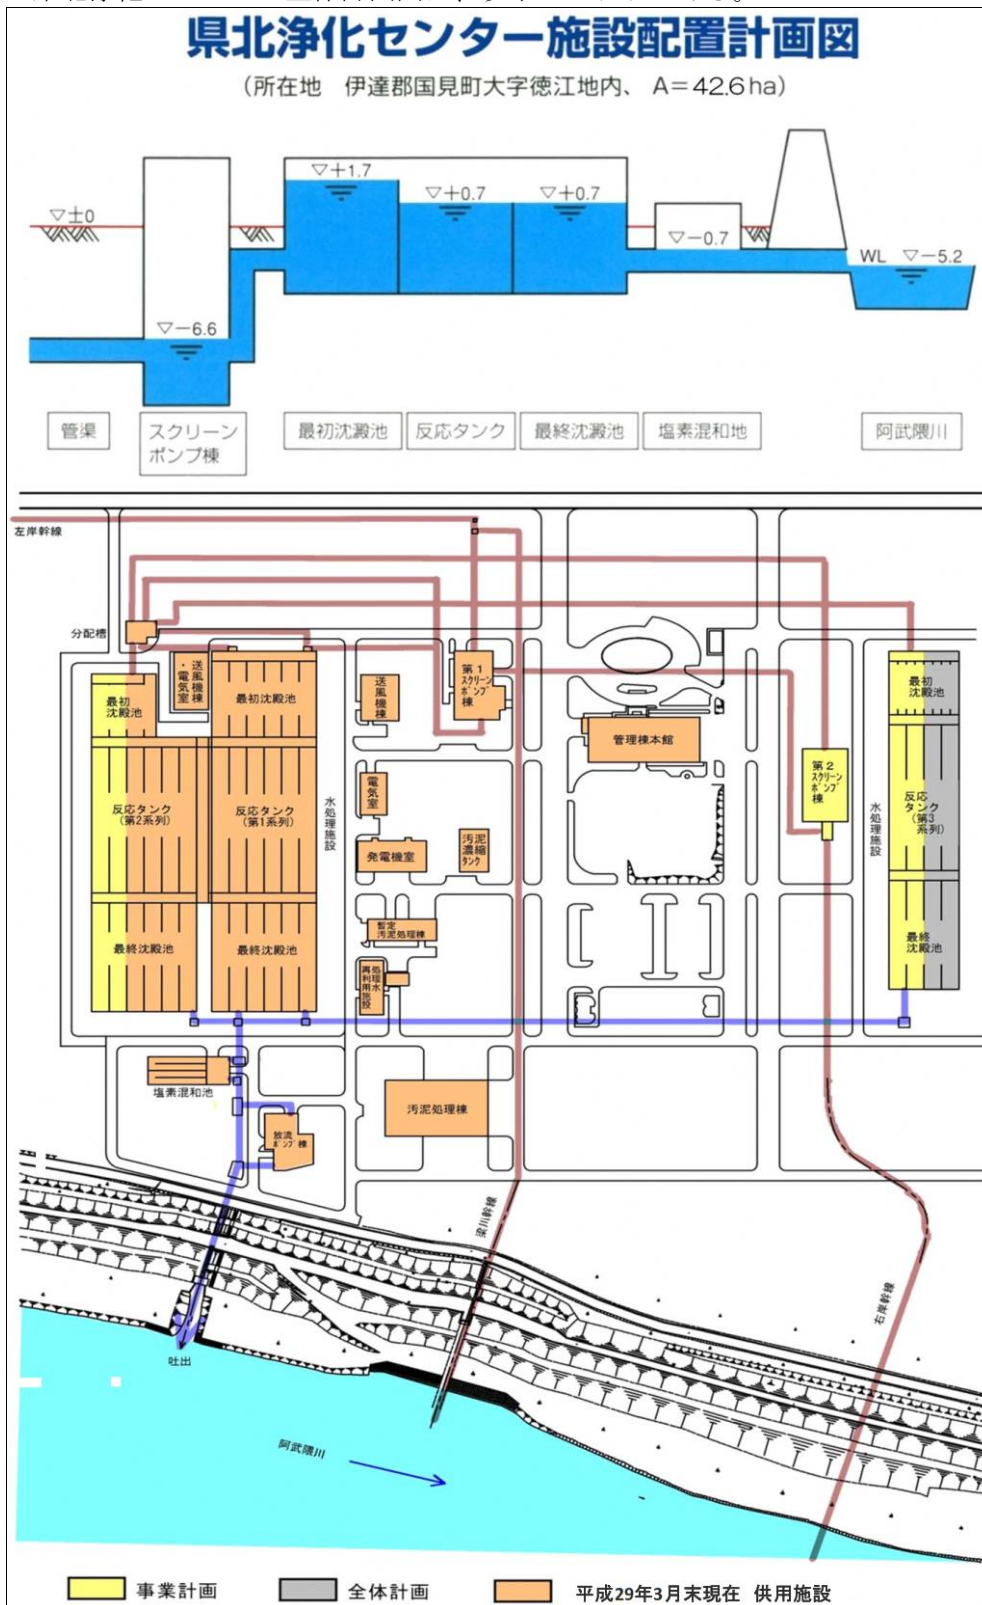 県北浄化センター施設配置計画図
(所在地 伊達郡国見町大字徳江地内、 A=42.6ha)
▽±0
▽-6.6
▽+1.7
▽+0.7
▽+0.7
▽-0.7
WL ▽-5.2
管渠
スクリーン
ポンプ棟
最初沈澱池
反応タンク
最終沈澱池
塩素混和地
阿武隈川
左岸幹線
分配槽
送風機棟
・電気室
最初
沈殿池
最初沈殿池
送風機棟
第1
スクリーン
ポンプ棟
管理棟本館
最初
沈殿池
第2
スクリーン
ポンプ棟
電気室
水処理施設
反応タンク
(第2系列)
反応タンク
(第1系列)
発電機室
汚泥
濃縮
タンク
水処理施設
反応
タンク
(第3
系列)
暫定
汚泥処理棟
最終沈殿池
最終沈殿池
処理水
再利用施設
最終
沈殿池
塩素混和池
汚泥処理棟
放流
ポンプ棟
梁川幹線
右岸幹線
吐出
阿武隈川
事業計画
全体計画
平成29年3月末現在 供用施設